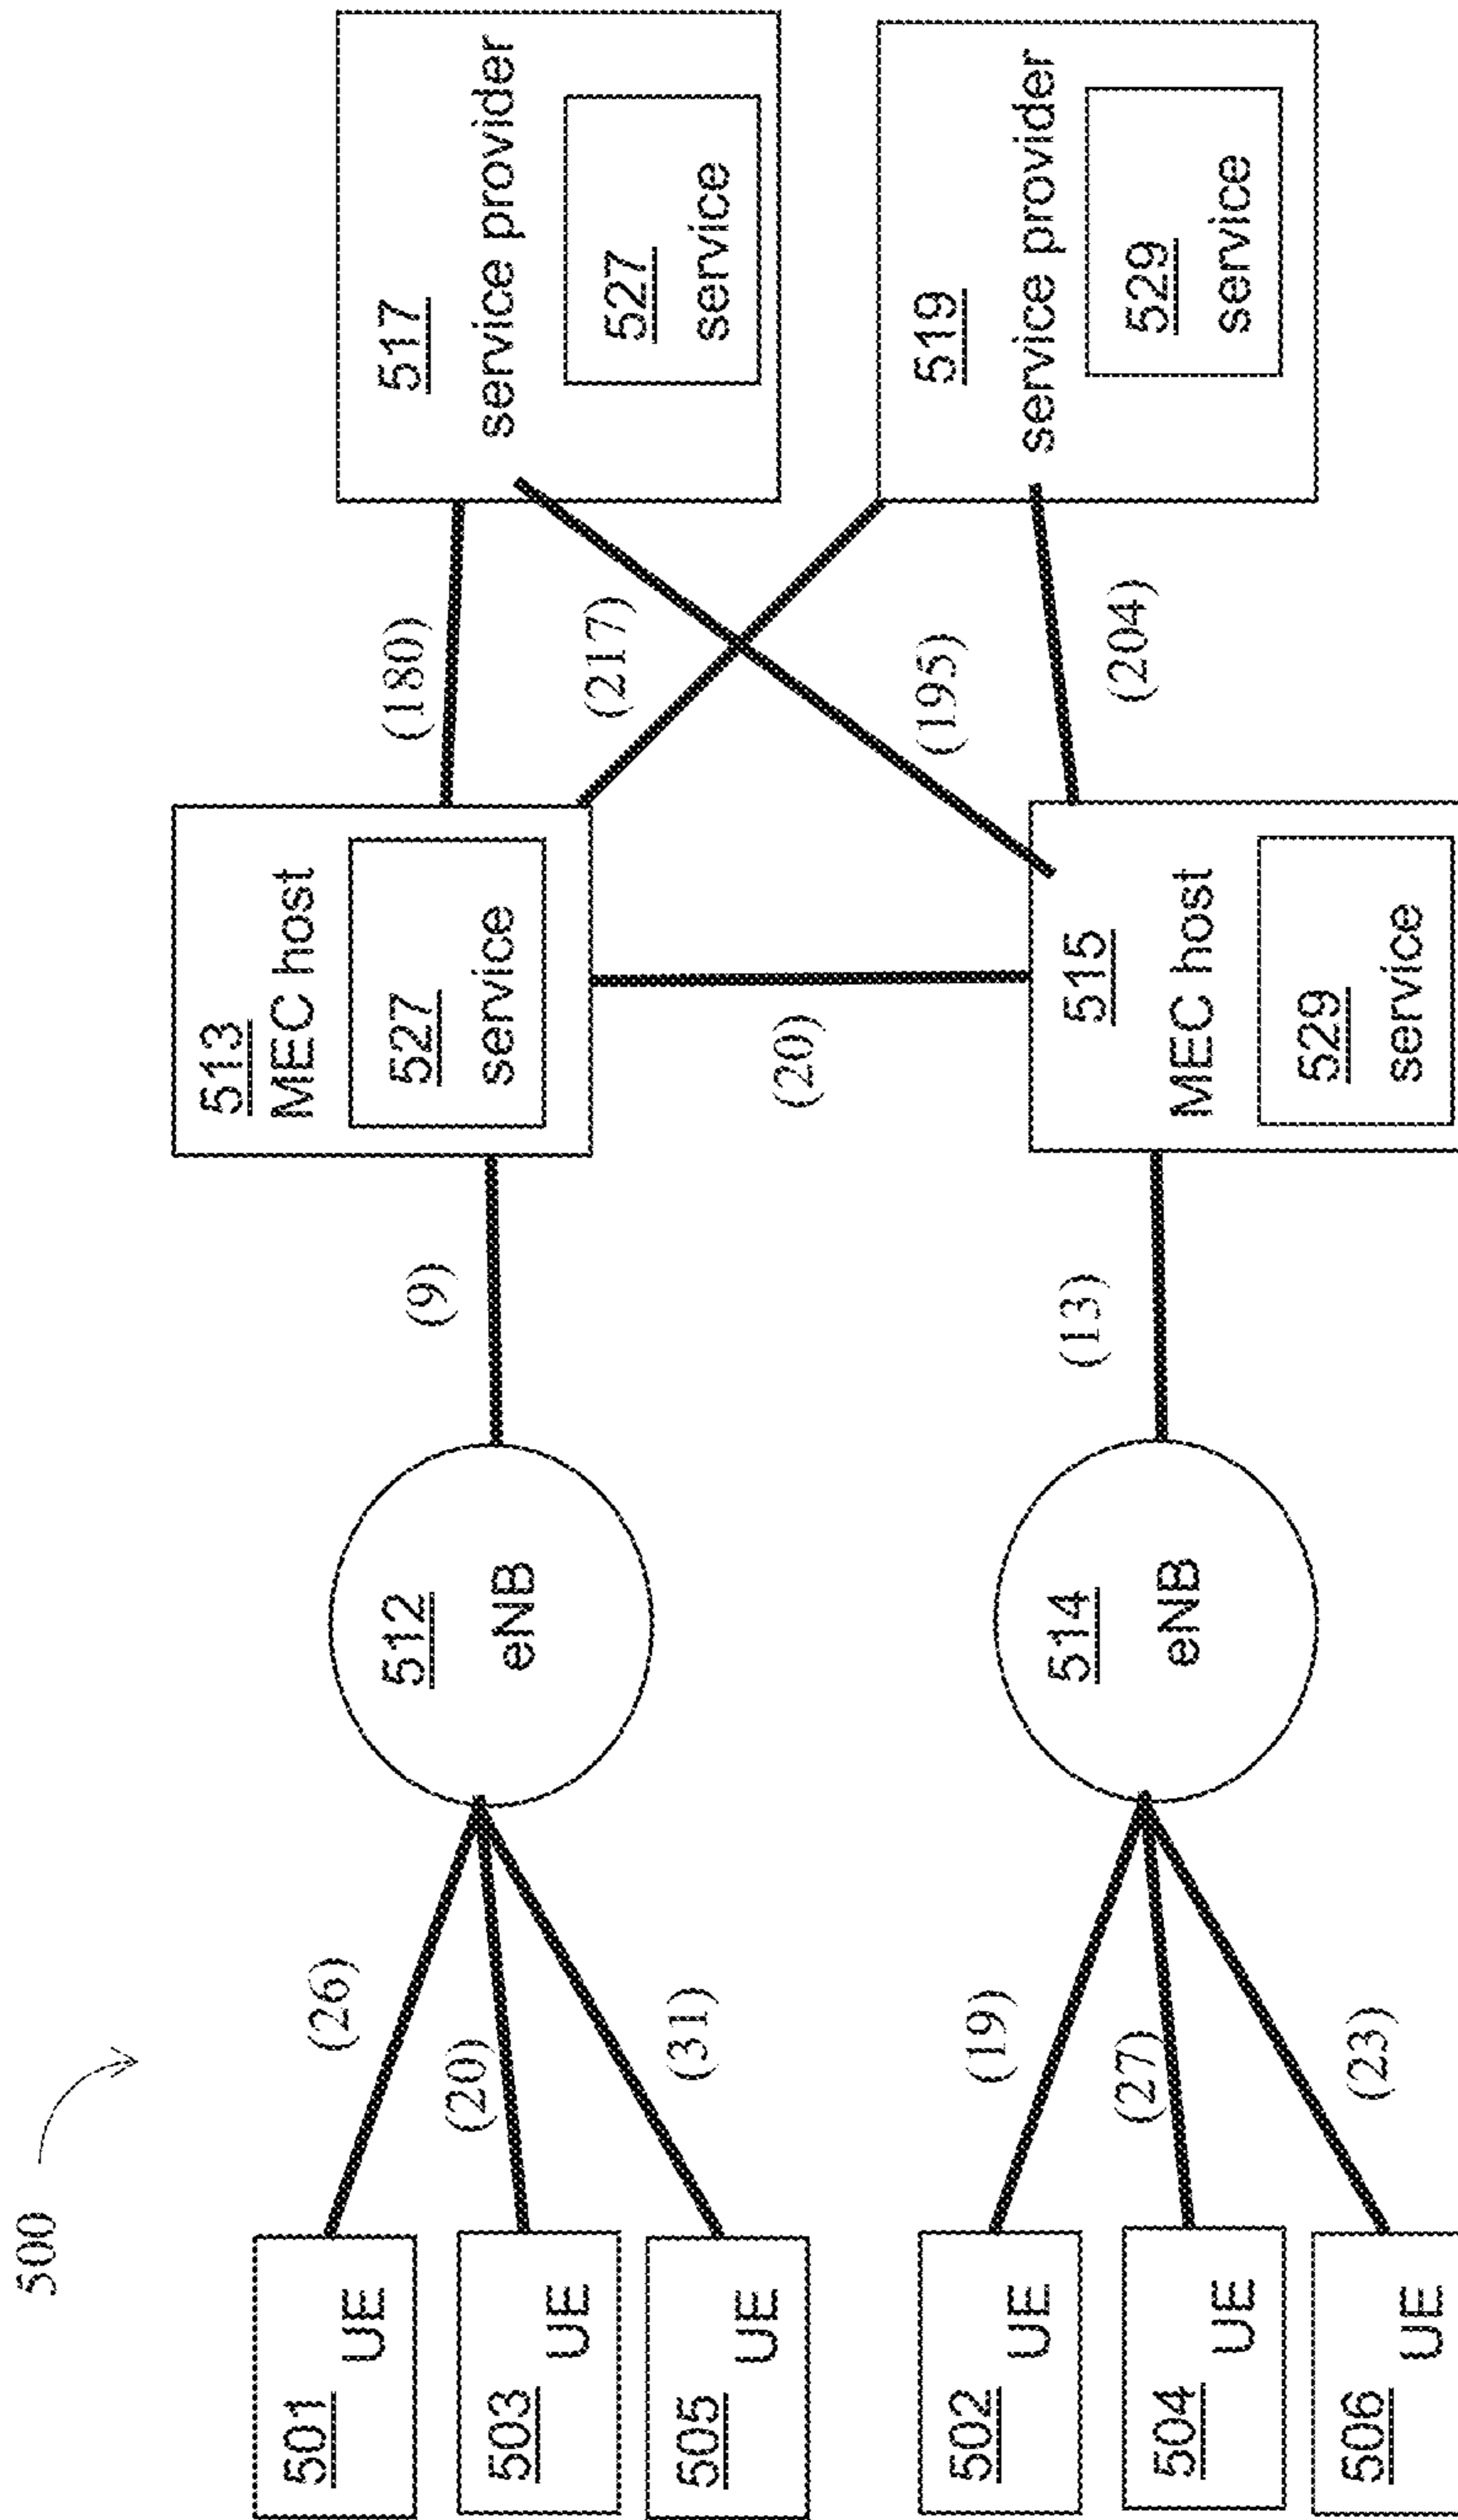 500
501
UE
503
UE
505
UE
502
UE
504
UE
506
UE
(26)
(20)
(31)
(19)
(27)
(23)
512
eNB
514
eNB
(9)
(13)
513
MEC host
527
service
(20)
515
MEC host
529
service
(180)
(217)
(195)
(204)
517
service provider
527
service
519
service provider
529
service